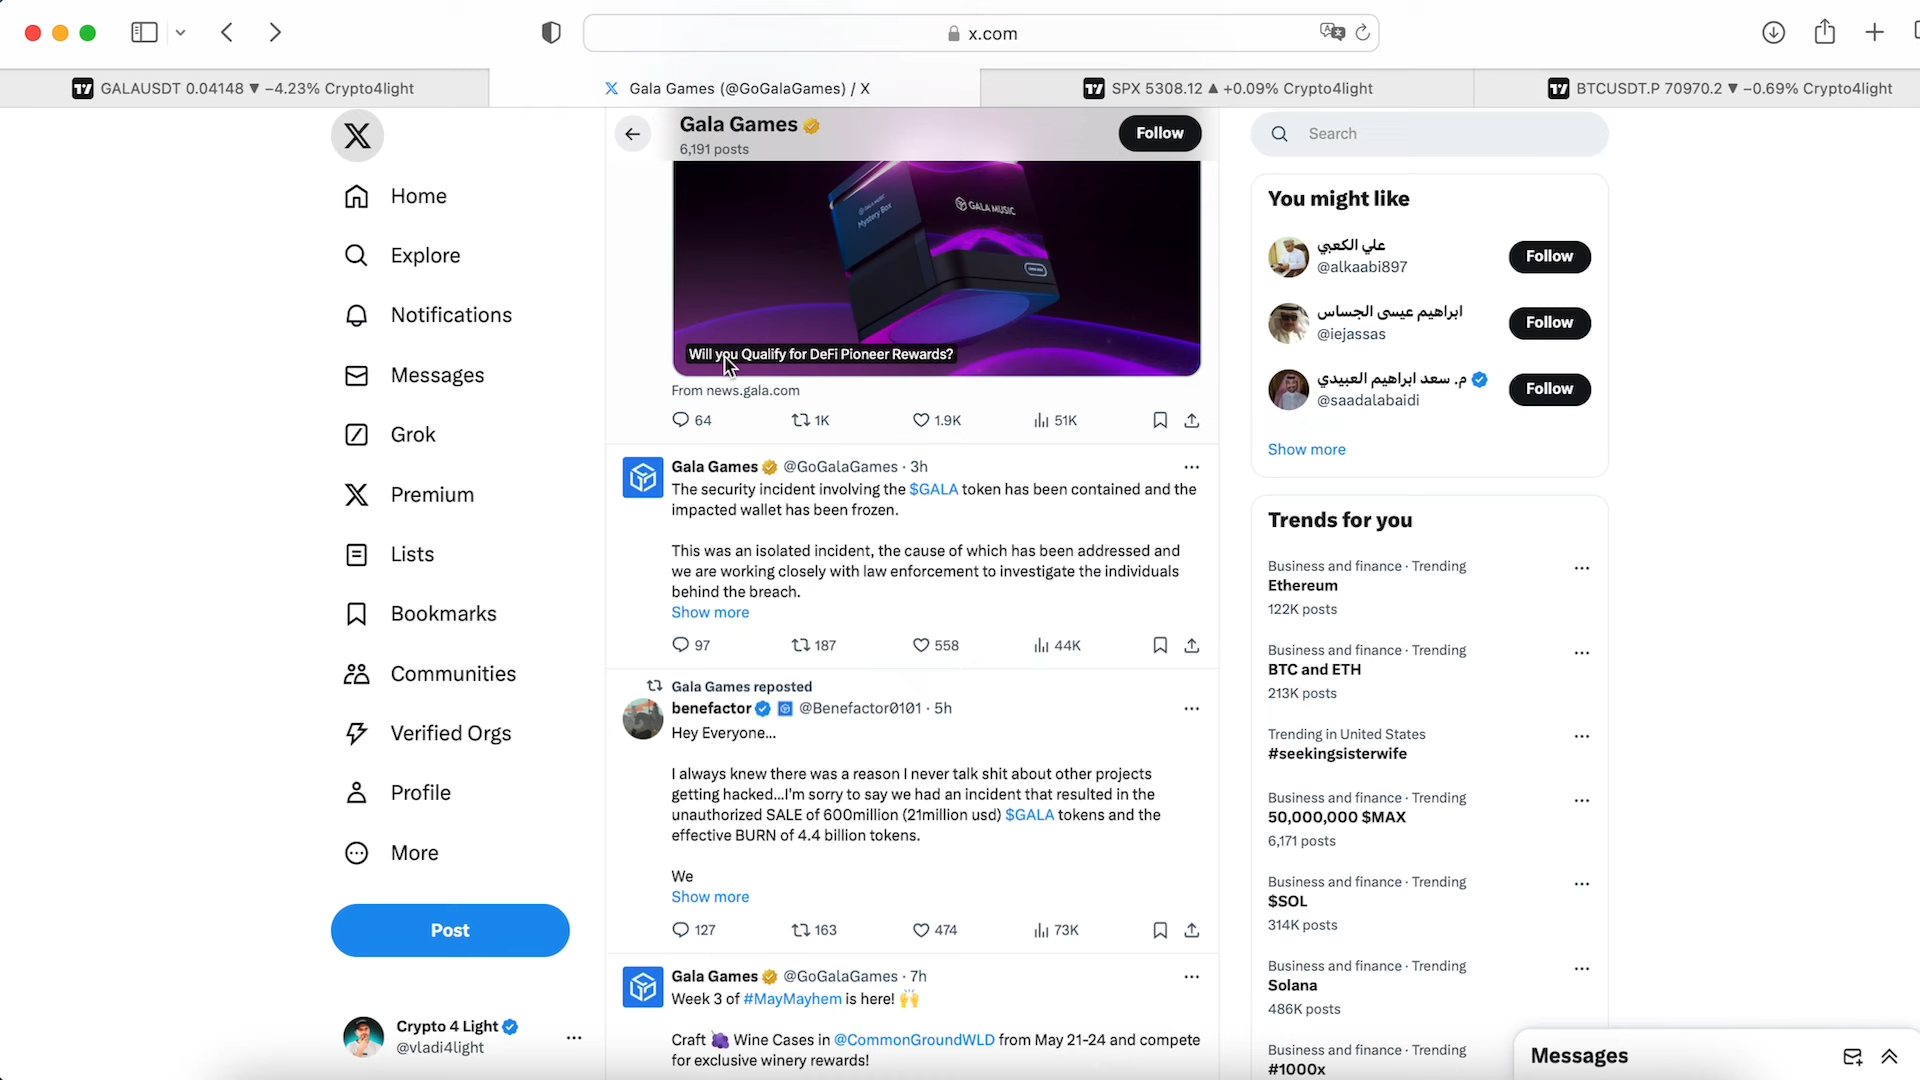 x.com
GALAUSDT 0.04148 ▼ −4.23% Crypto4light
Gala Games (@GoGalaGames) / X
SPX 5308.12 ▲ +0.09% Crypto4light
BTCUSDT.P 70970.2 ▼ −0.69% Crypto4light
Home
Explore
Notifications
Messages
Grok
Premium
Lists
Bookmarks
Communities
Verified Orgs
Profile
More
Post
Crypto 4 Light
@vladi4light
Gala Games
6,191 posts
Follow
GALA MUSIC
Mystery Box
GALA MUSIC
Will you Qualify for DeFi Pioneer Rewards?
From news.gala.com
64 1K 1.9K 51K
Gala Games @GoGalaGames · 3h
The security incident involving the $GALA token has been contained and the
impacted wallet has been frozen.
This was an isolated incident, the cause of which has been addressed and
we are working closely with law enforcement to investigate the individuals
behind the breach.
Show more
97 187 558 44K
Gala Games reposted
benefactor @Benefactor0101 · 5h
Hey Everyone...
I always knew there was a reason I never talk shit about other projects
getting hacked...I'm sorry to say we had an incident that resulted in the
unauthorized SALE of 600million (21million usd) $GALA tokens and the
effective BURN of 4.4 billion tokens.
We
Show more
127 163 474 73K
Gala Games @GoGalaGames · 7h
Week 3 of #MayMayhem is here! 🙌
Craft 🍇 Wine Cases in @CommonGroundWLD from May 21-24 and compete
for exclusive winery rewards!
Search
You might like
علي الكعبي
@alkaabi897
Follow
ابراهيم عيسى الجساس
@iejassas
Follow
م. سعد ابراهيم العبيدي
@saadalabaidi
Follow
Show more
Trends for you
Business and finance · Trending
Ethereum
122K posts
Business and finance · Trending
BTC and ETH
213K posts
Trending in United States
#seekingsisterwife
Business and finance · Trending
50,000,000 $MAX
6,171 posts
Business and finance · Trending
$SOL
314K posts
Business and finance · Trending
Solana
486K posts
Business and finance · Trending
#1000x
Messages